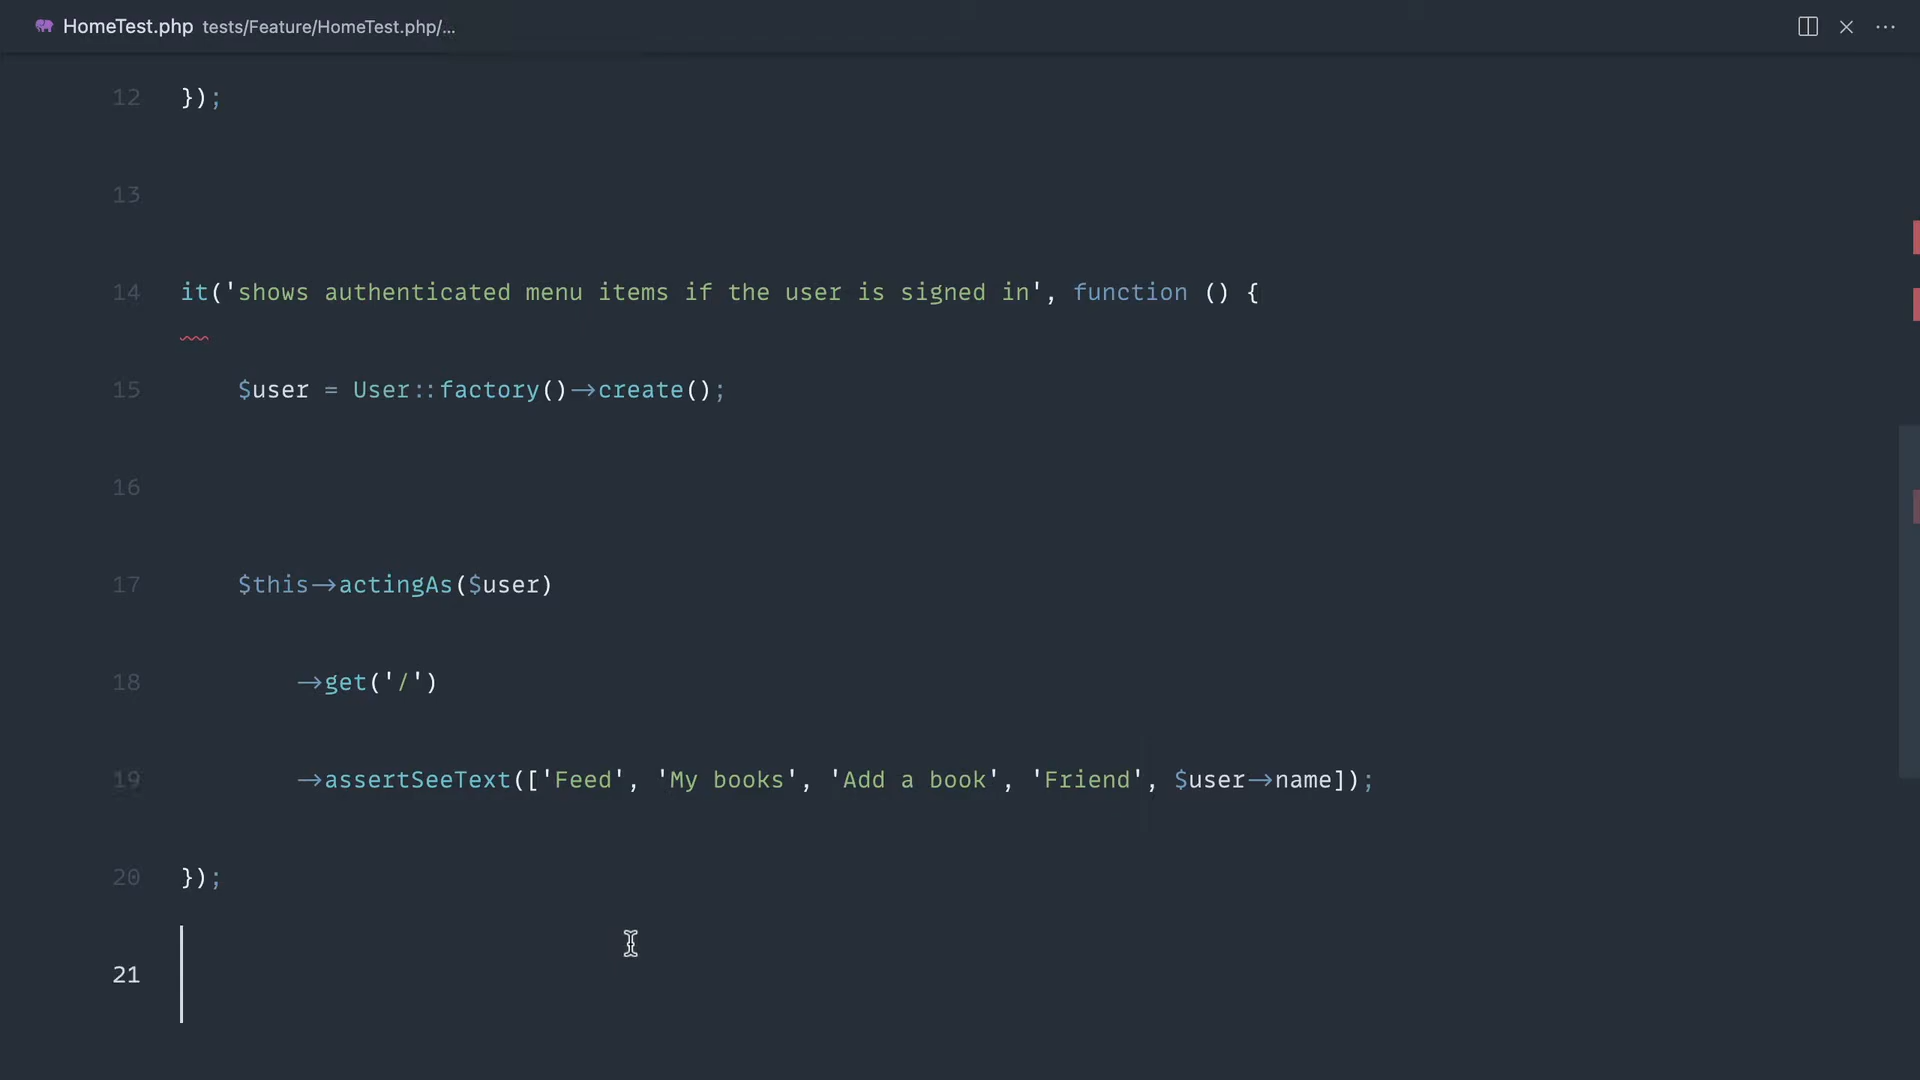 HomeTest.php tests/Feature/HomeTest.php/...
12 });
13
14 it('shows authenticated menu items if the user is signed in', function () {
15 $user = User::factory()->create();
16
17 $this->actingAs($user)
18 ->get('/')
19 ->assertSeeText(['Feed', 'My books', 'Add a book', 'Friend', $user->name]);
20 });
21